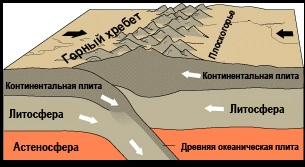 Горный хребет
Плоскогорье
Континентальная плита
Континентальная плита
Литосфера
Литосфера
Астеносфера
Древняя океаническая плита